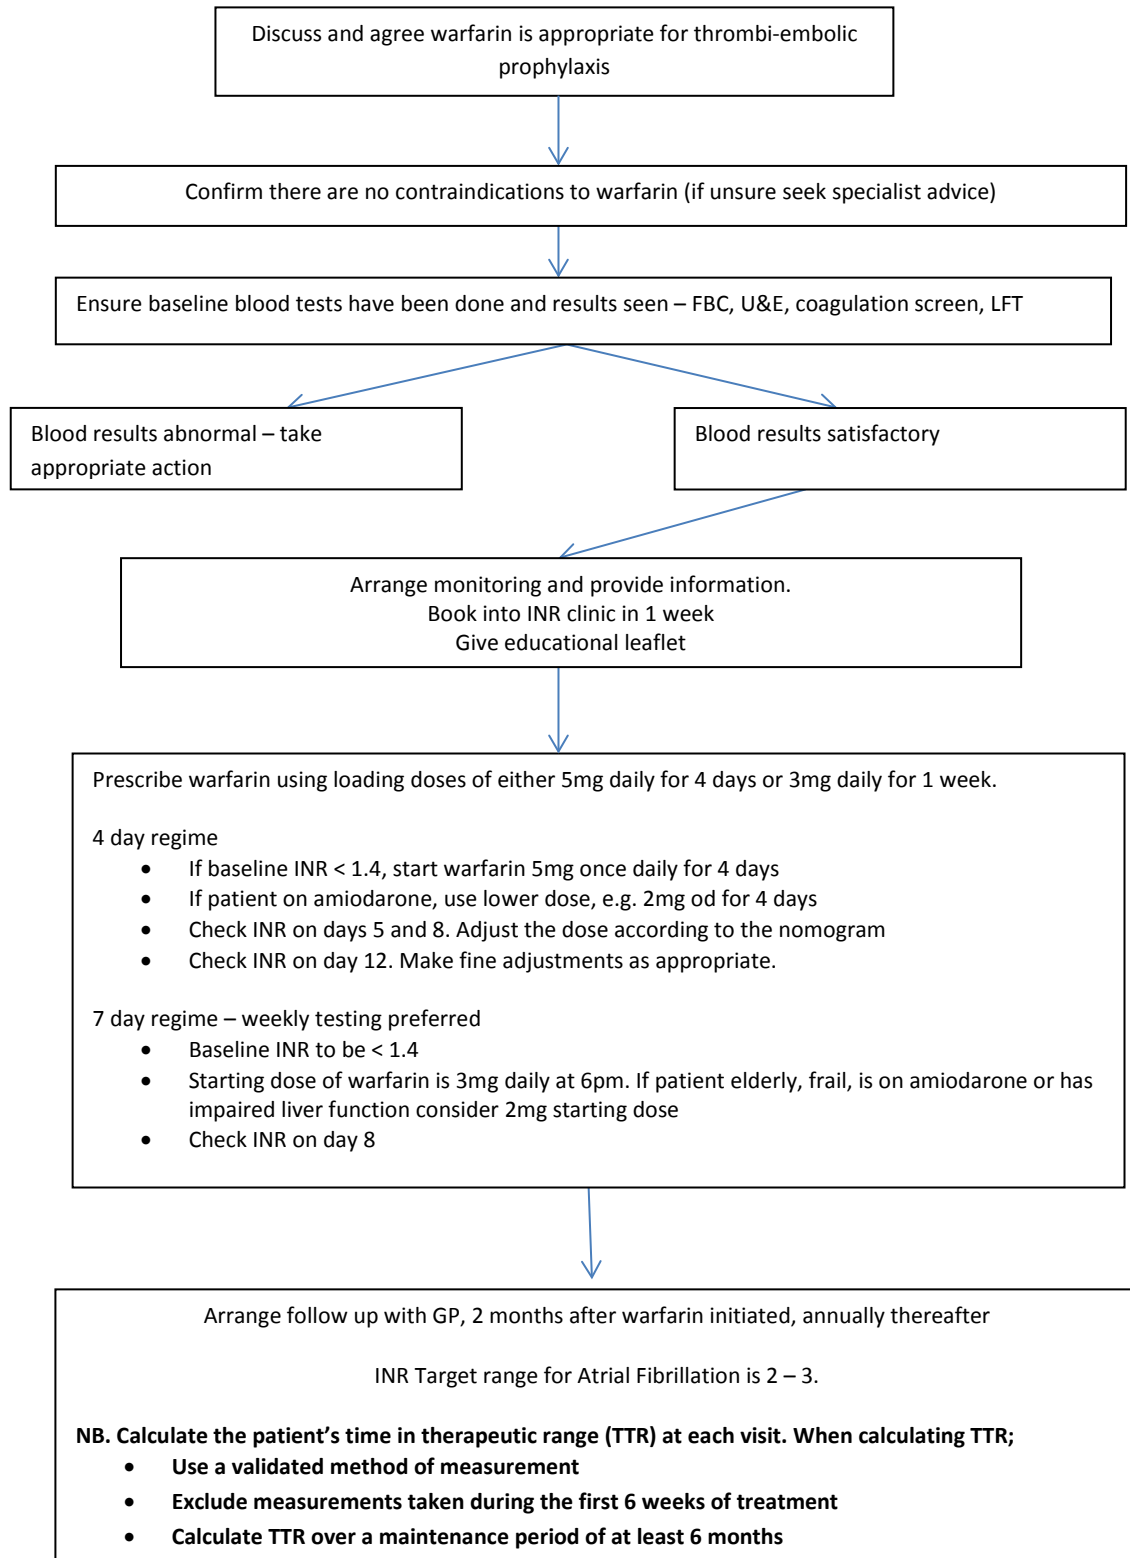 Discuss and agree warfarin is appropriate for thrombi-embolic
prophylaxis
Confirm there are no contraindications to warfarin (if unsure seek specialist advice)
Ensure baseline blood tests have been done and results seen – FBC, U&E, coagulation screen, LFT
Blood results abnormal – take
appropriate action
Blood results satisfactory
Arrange monitoring and provide information.
Book into INR clinic in 1 week
Give educational leaflet
Prescribe warfarin using loading doses of either 5mg daily for 4 days or 3mg daily for 1 week.
4 day regime
• If baseline INR < 1.4, start warfarin 5mg once daily for 4 days
• If patient on amiodarone, use lower dose, e.g. 2mg od for 4 days
• Check INR on days 5 and 8. Adjust the dose according to the nomogram
• Check INR on day 12. Make fine adjustments as appropriate.
7 day regime – weekly testing preferred
• Baseline INR to be < 1.4
• Starting dose of warfarin is 3mg daily at 6pm. If patient elderly, frail, is on amiodarone or has
impaired liver function consider 2mg starting dose
• Check INR on day 8
Arrange follow up with GP, 2 months after warfarin initiated, annually thereafter
INR Target range for Atrial Fibrillation is 2 – 3.
NB. Calculate the patient’s time in therapeutic range (TTR) at each visit. When calculating TTR;
• Use a validated method of measurement
• Exclude measurements taken during the first 6 weeks of treatment
• Calculate TTR over a maintenance period of at least 6 months